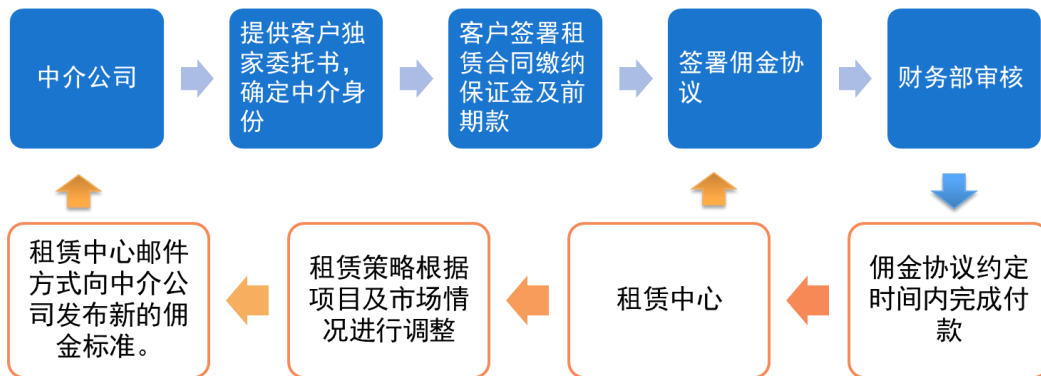 中介公司
提供客户独
家委托书，
确定中介身
份
客户签署租
赁合同缴纳
保证金及前
期款
签署佣金协
议
财务部审核
租赁中心邮件
方式向中介公
司发布新的佣
金标准。
租赁策略根据
项目及市场情
况进行调整
租赁中心
佣金协议约定
时间内完成付
款